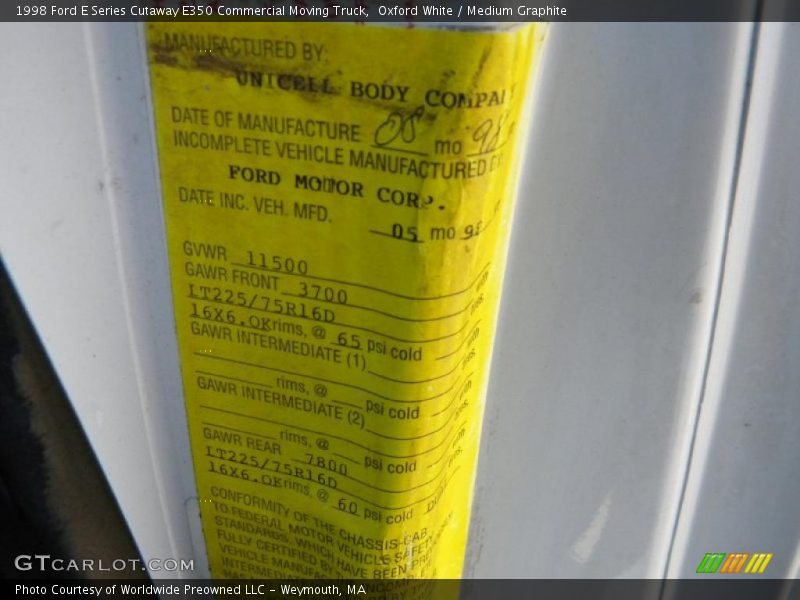 1998 Ford E Series Cutaway E350 Commercial Moving Truck, Oxford White / Medium Graphite
MANUFACTURED BY:
UNICELL BODY COMPAN
DATE OF MANUFACTURE 08 mo 98
INCOMPLETE VEHICLE MANUFACTURED
FORD MOTOR CORP.
DATE INC. VEH. MFD.
05 mo 98
GVWR 11500
GAWR FRONT 3700
LT225/75R16D
16X6.0K rims, @ 65 psi cold
GAWR INTERMEDIATE (1)
rims, @ psi cold
GAWR INTERMEDIATE (2)
rims, @ psi cold
GAWR REAR 7800
LT225/75R16D
16X6.0K rims, @ 60 psi cold
CONFORMITY OF THE CHASSIS-CAB
TO FEDERAL MOTOR VEHICLE SAFETY
STANDARDS, WHICH HAVE BEEN
FULLY CERTIFIED BY
VEHICLE
INTERMEDIATE
GTcarlot.com
Photo Courtesy of Worldwide Preowned LLC - Weymouth, MA